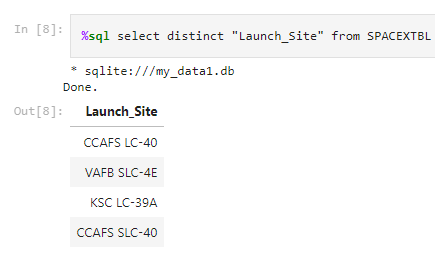 In [8]: %sql select distinct "Launch_Site" from SPACEXTBL
* sqlite:///my_data1.db
Done.
Out[8]: Launch_Site
CCAFS LC-40
VAFB SLC-4E
KSC LC-39A
CCAFS SLC-40